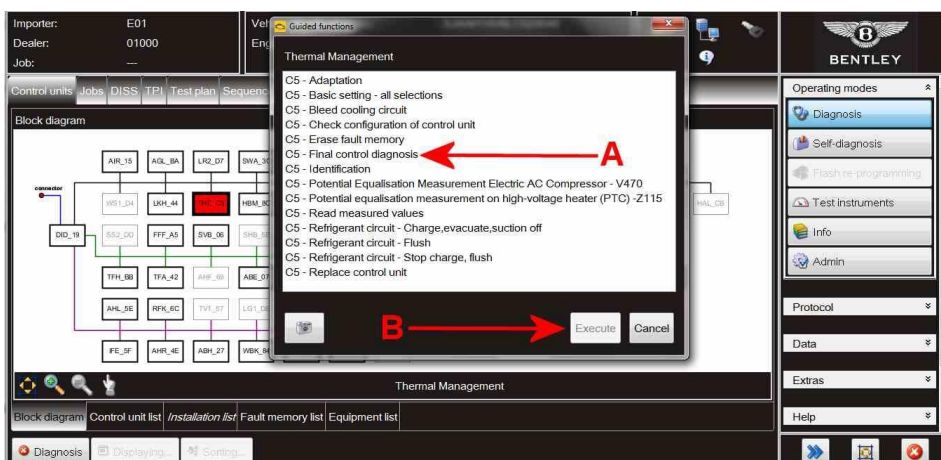 Importer: E01
Dealer: 01000
Job: ---
Veh
Eng
Guided functions
BENTLEY
Control units Jobs DISS TPI Test plan Sequenc
Block diagram
Thermal Management
C5 - Adaptation
C5 - Basic setting - all selections
C5 - Bleed cooling circuit
C5 - Check configuration of control unit
C5 - Erase fault memory
C5 - Final control diagnosis
A
C5 - Identification
C5 - Potential Equalisation Measurement Electric AC Compressor - V470
C5 - Potential equalisation measurement on high-voltage heater (PTC) -Z115
C5 - Read measured values
C5 - Refrigerant circuit - Charge,evacuate,suction off
C5 - Refrigerant circuit - Flush
C5 - Refrigerant circuit - Stop charge, flush
C5 - Replace control unit
B
Execute Cancel
connector
AIR_15 AGL_BA LR2_D7 SWA_3C
WS1_D4 LKH_44 HBM_BC HAL_CB
DID_19 SS2_DD FFF_A5 SVB_06
TFH_BB TFA_42 AHF_69 ABE_07
AHL_5E RFK_6C TVT_57
IFE_5F AHR_4E ABH_27 WBK_84
Thermal Management
Block diagram Control unit list Installation list Fault memory list Equipment list
Diagnosis Displaying... Sorting...
Operating modes
Diagnosis
Self-diagnosis
Flash re-programming
Test instruments
Info
Admin
Protocol
Data
Extras
Help